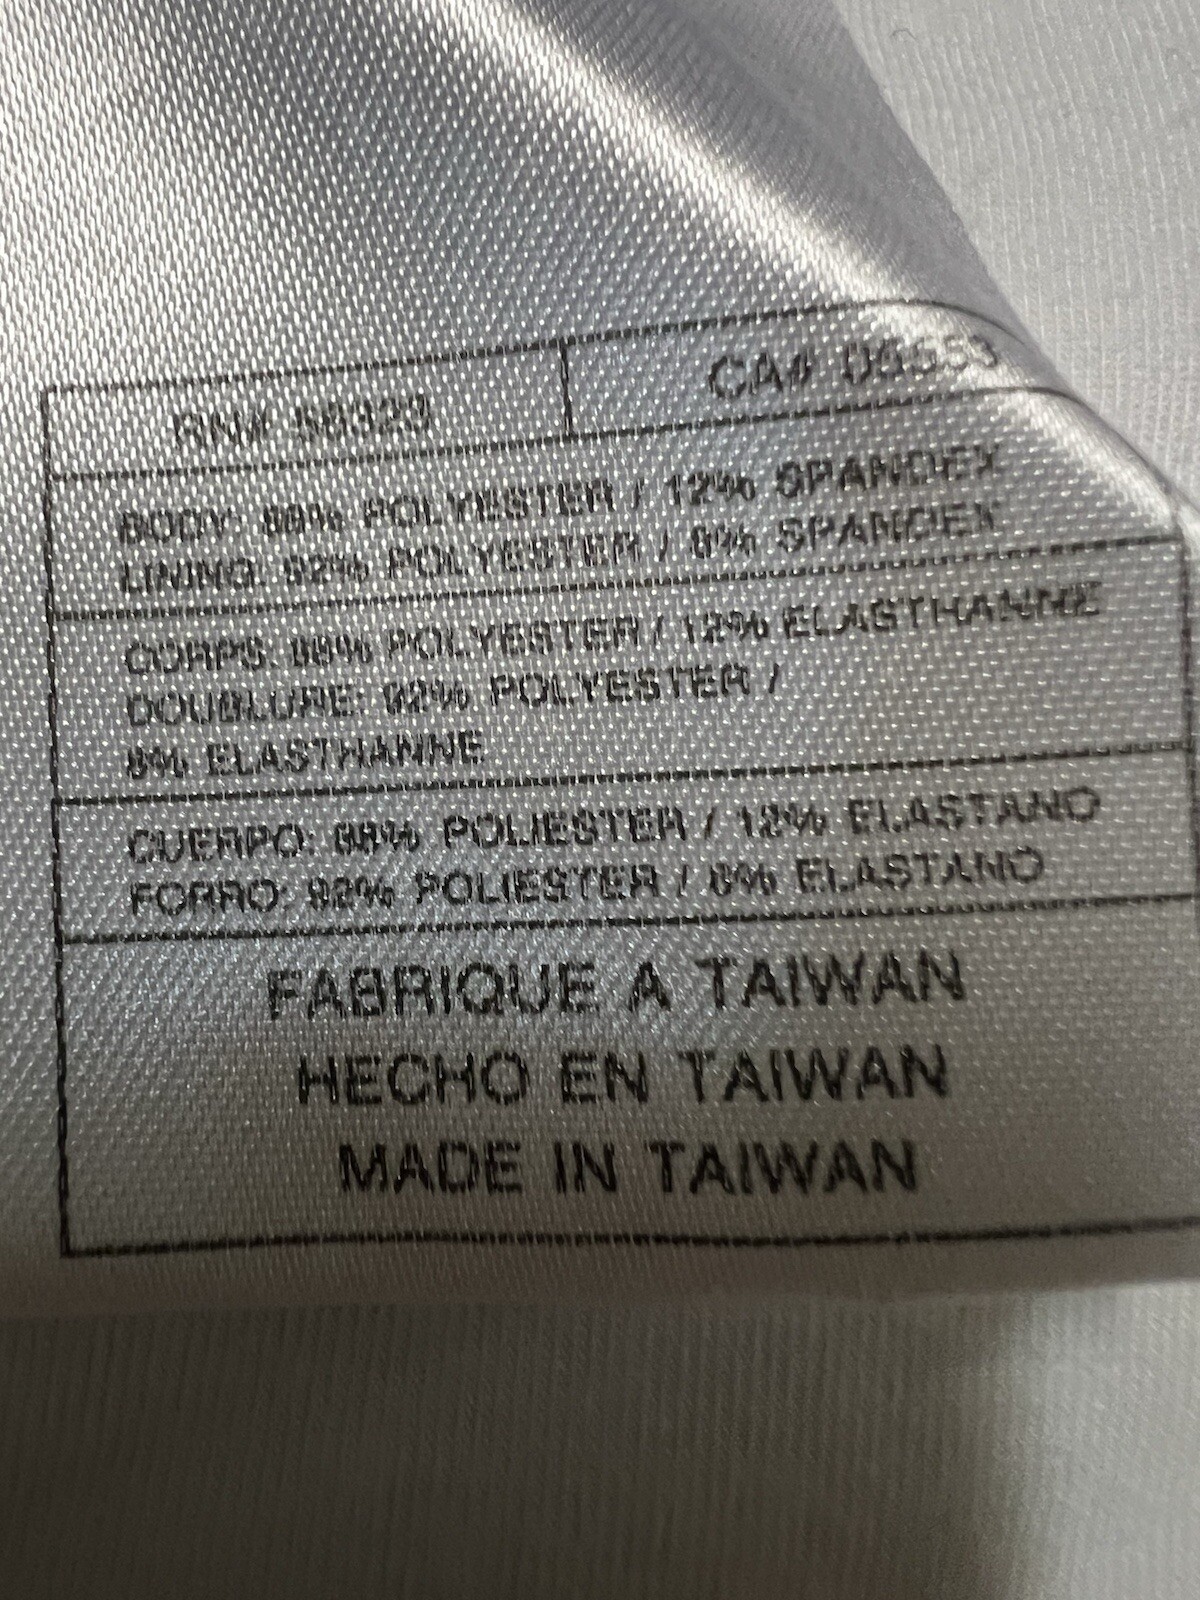 RN# 56323
CA#
BODY: 88% POLYESTER / 12% SPANDEX
LINING: 92% POLYESTER / 8% SPANDEX
CORPS: 88% POLYESTER / 12% ELASTHANNE
DOUBLURE: 92% POLYESTER /
8% ELASTHANNE
CUERPO: 88% POLIESTER / 12% ELASTANO
FORRO: 92% POLIESTER / 8% ELASTANO
FABRIQUE A TAIWAN
HECHO EN TAIWAN
MADE IN TAIWAN